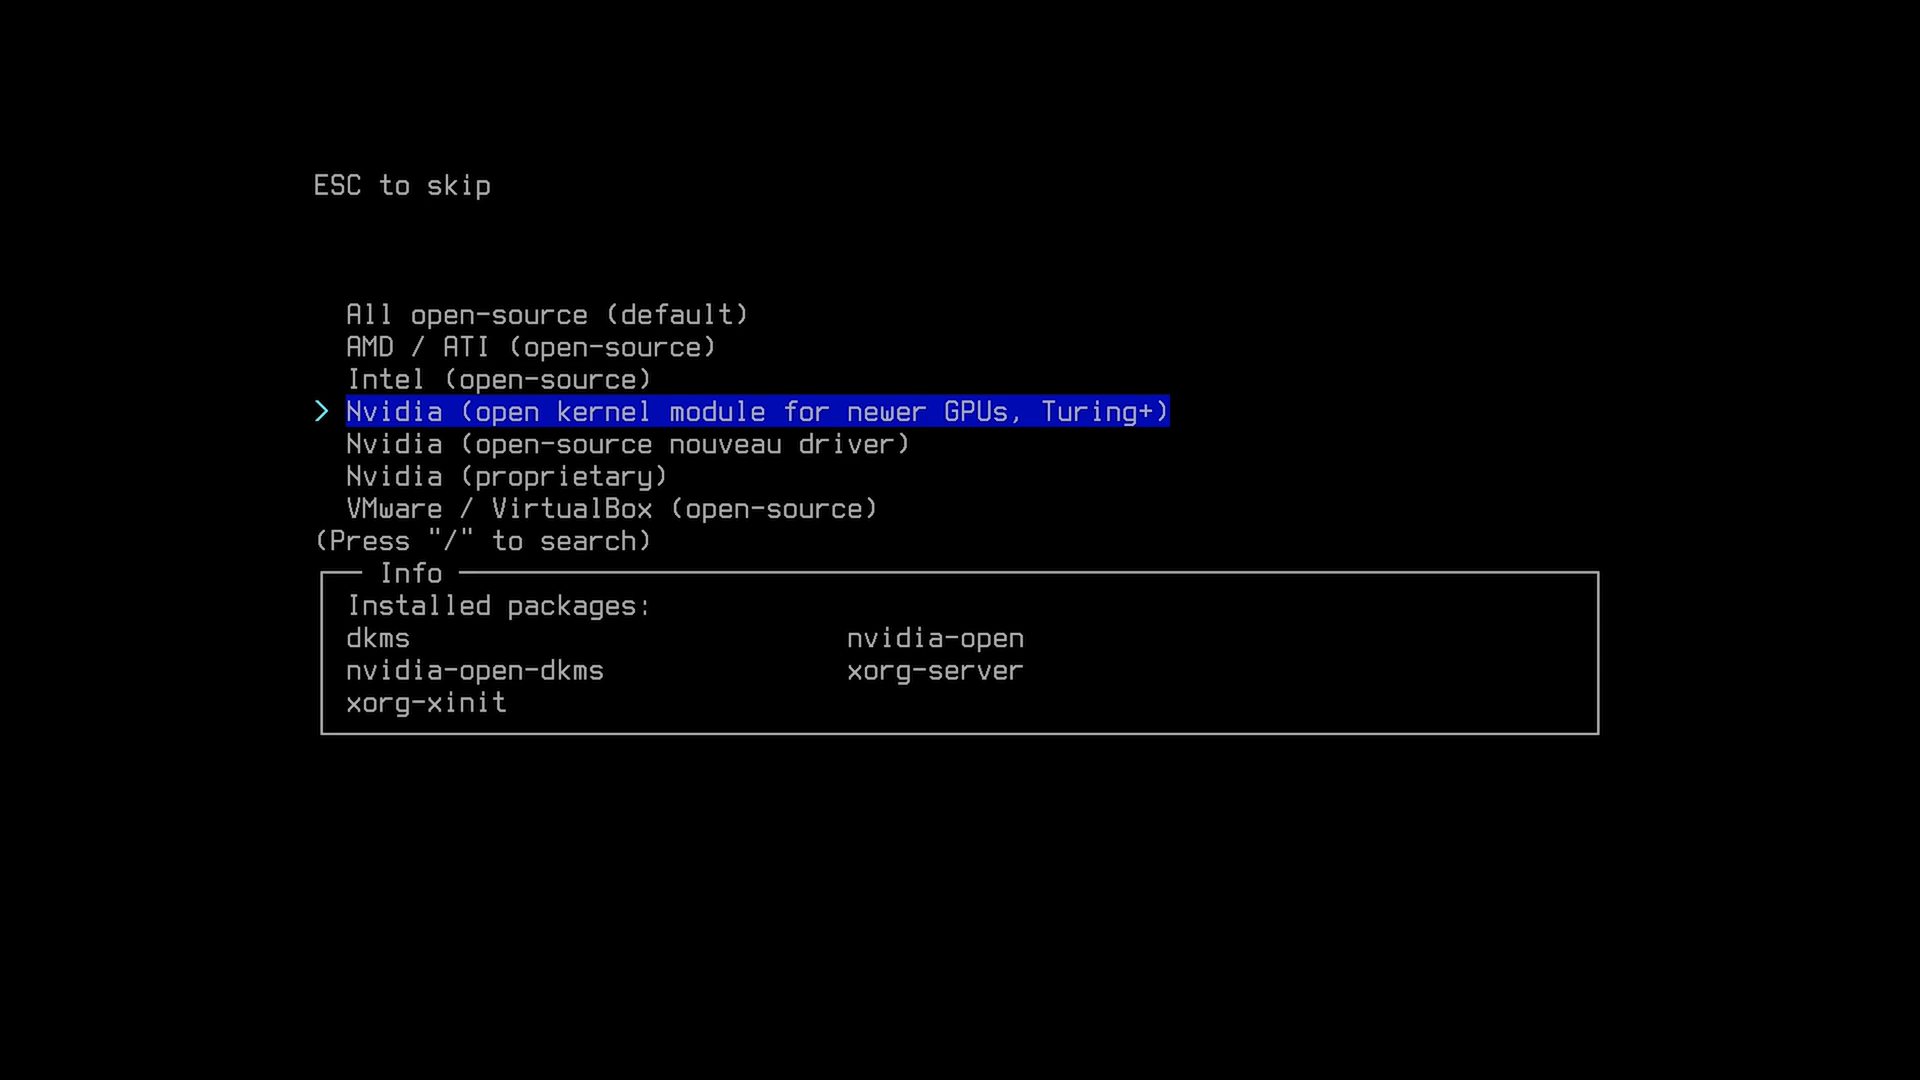 ESC to skip
All open-source (default)
AMD / ATI (open-source)
Intel (open-source)
> Nvidia (open kernel module for newer GPUs, Turing+)
Nvidia (open-source nouveau driver)
Nvidia (proprietary)
VMware / VirtualBox (open-source)
(Press "/" to search)
Info
Installed packages:
dkms nvidia-open
nvidia-open-dkms xorg-server
xorg-xinit